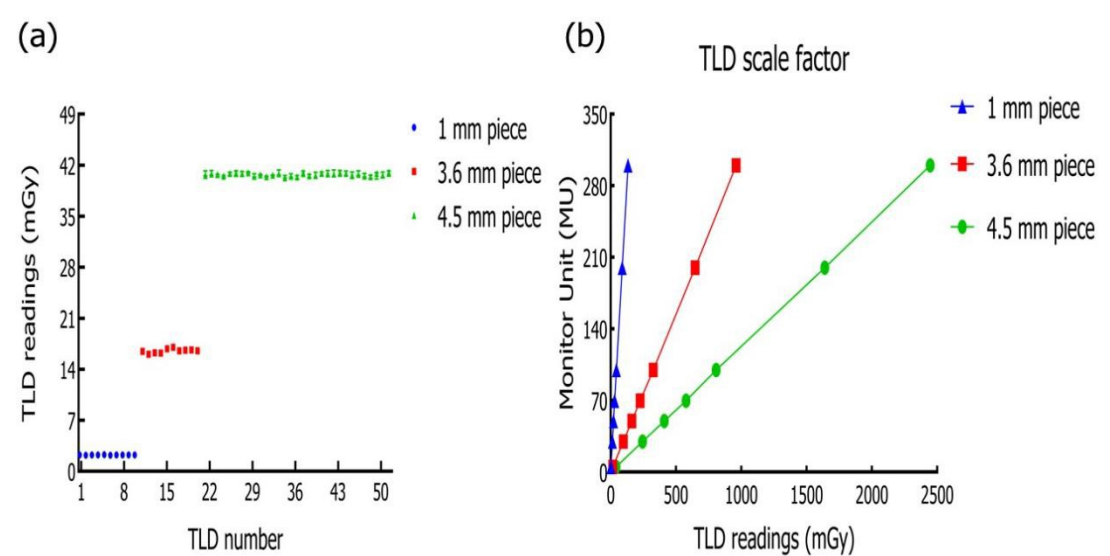 (a)
TLD readings (mGy)
49
42
35
28
21
14
7
0
1 8 15 22 29 36 43 50
TLD number
1 mm piece
3.6 mm piece
4.5 mm piece
(b)
TLD scale factor
Monitor Unit (MU)
350
280
210
140
70
0
0 500 1000 1500 2000 2500
TLD readings (mGy)
1 mm piece
3.6 mm piece
4.5 mm piece